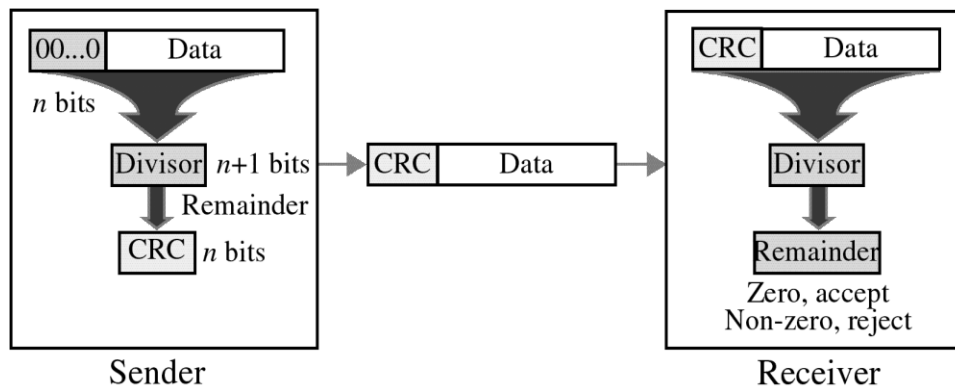 00...0 Data
n bits
Divisor n+1 bits
Remainder
CRC n bits
Sender
CRC Data
CRC Data
Divisor
Remainder
Zero, accept
Non-zero, reject
Receiver